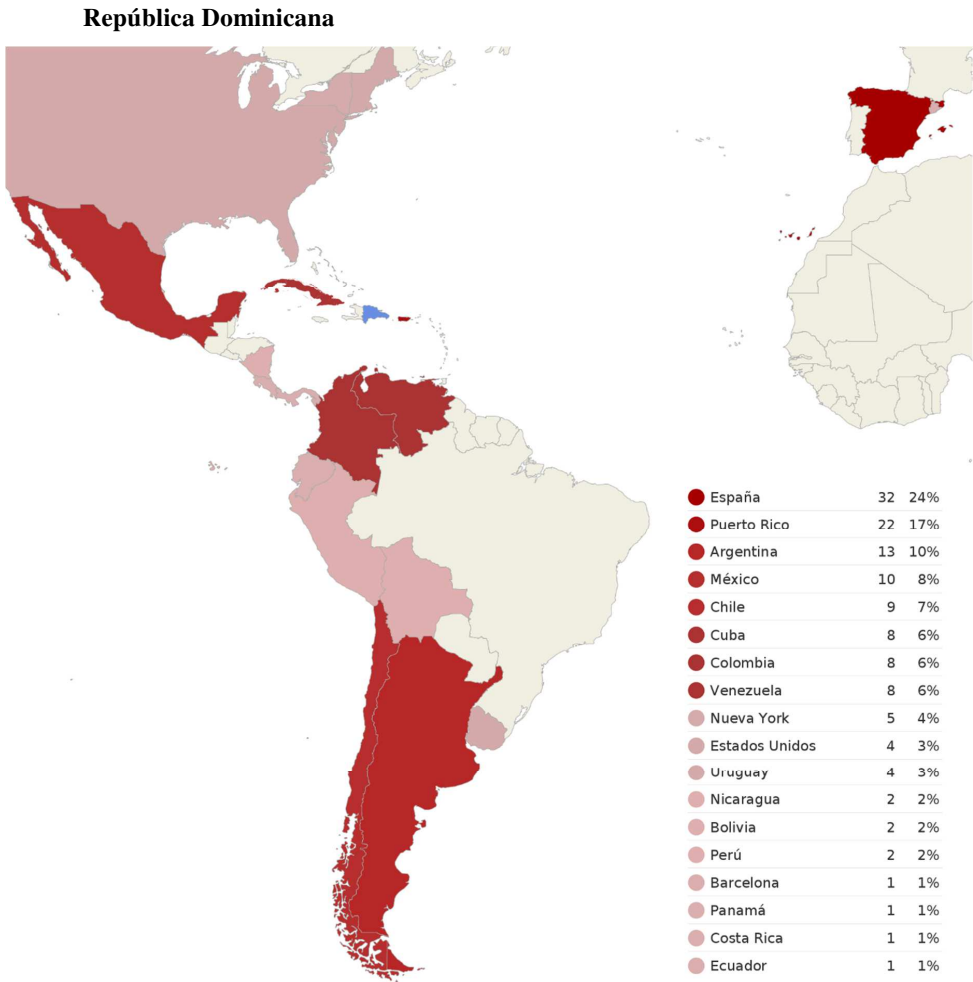 República Dominicana
España 32 24%
Puerto Rico 22 17%
Argentina 13 10%
México 10 8%
Chile 9 7%
Cuba 8 6%
Colombia 8 6%
Venezuela 8 6%
Nueva York 5 4%
Estados Unidos 4 3%
Uruguay 4 3%
Nicaragua 2 2%
Bolivia 2 2%
Perú 2 2%
Barcelona 1 1%
Panamá 1 1%
Costa Rica 1 1%
Ecuador 1 1%